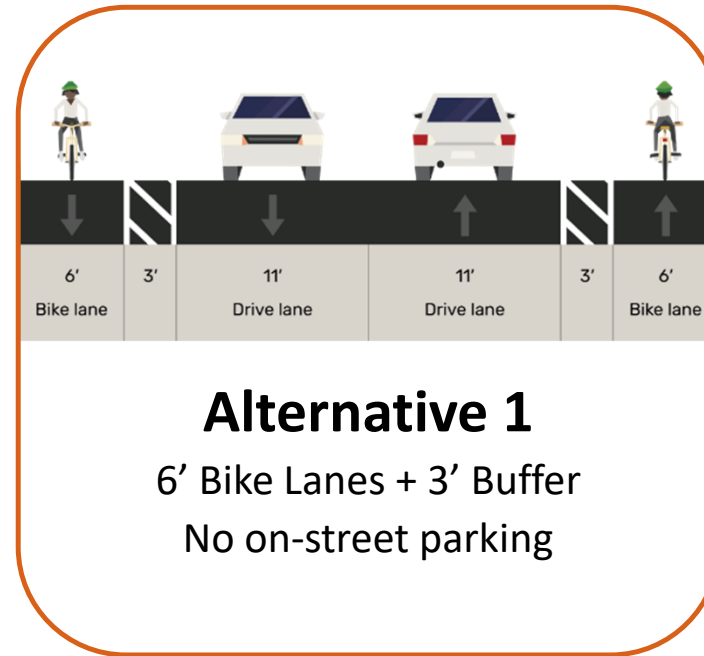 6' 3' 11' 11' 3' 6'
Bike lane Drive lane Drive lane Bike lane
Alternative 1
6’ Bike Lanes + 3’ Buffer
No on-street parking